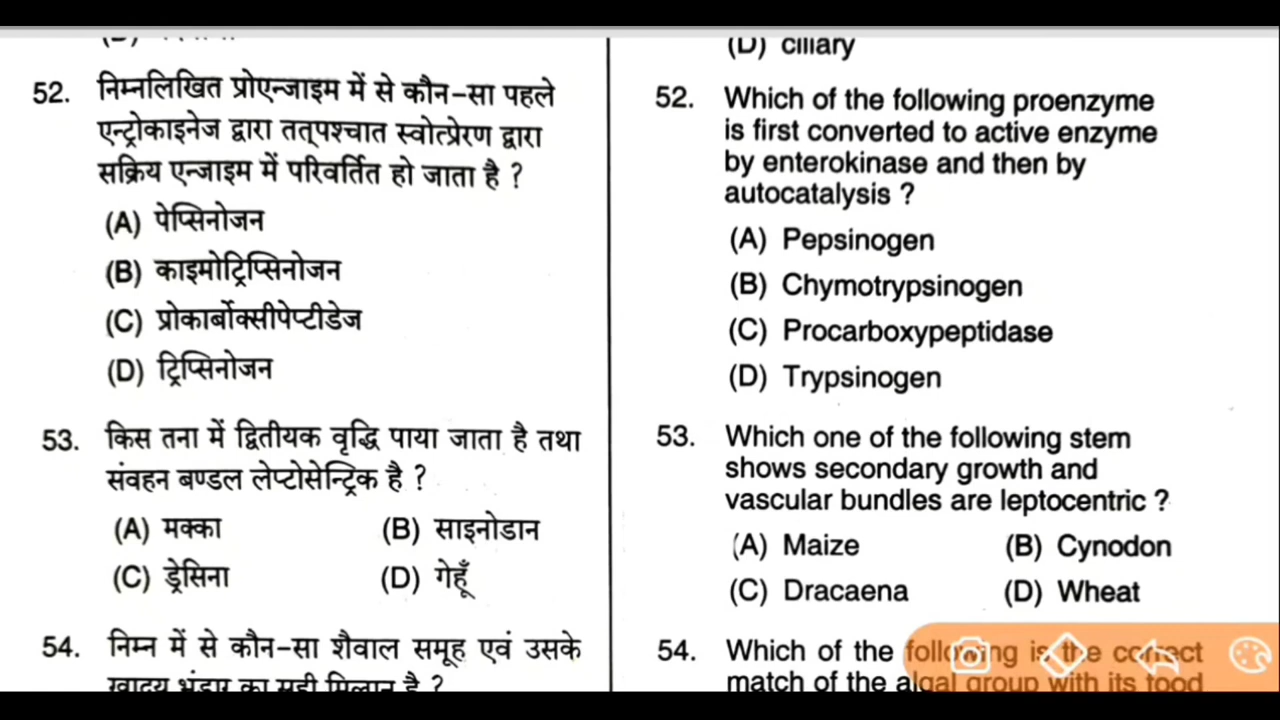 52. निम्नलिखित प्रोएन्जाइम में से कौन-सा पहले
एन्ट्रोकाइनेज द्वारा तत्पश्चात स्वोत्प्रेरण द्वारा
सक्रिय एन्जाइम में परिवर्तित हो जाता है ?
(A) पेप्सिनोजन
(B) काइमोट्रिप्सिनोजन
(C) प्रोकार्बोक्सीपेप्टीडेज
(D) ट्रिप्सिनोजन
53. किस तना में द्वितीयक वृद्धि पाया जाता है तथा
संवहन बण्डल लेप्टोसेन्ट्रिक है ?
(A) मक्का (B) साइनोडान
(C) ड्रेसिना (D) गेहूँ
54. निम्न में से कौन-सा शैवाल समूह एवं उसके
खाद्य भंडार का सही मिलान है ?
(D) ciliary
52. Which of the following proenzyme
is first converted to active enzyme
by enterokinase and then by
autocatalysis ?
(A) Pepsinogen
(B) Chymotrypsinogen
(C) Procarboxypeptidase
(D) Trypsinogen
53. Which one of the following stem
shows secondary growth and
vascular bundles are leptocentric ?
(A) Maize (B) Cynodon
(C) Dracaena (D) Wheat
54. Which of the following is the correct
match of the algal group with its food